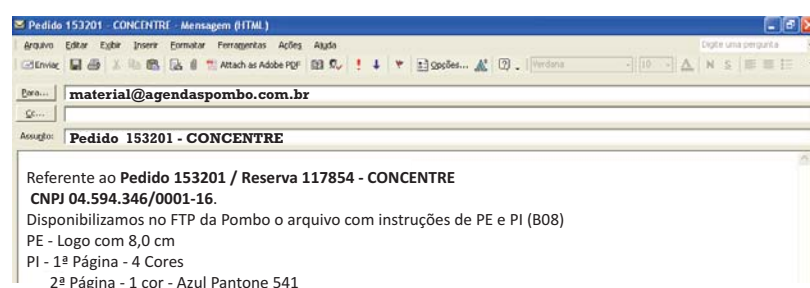 Pedido 153201 - CONCENTRE - Mensagem (HTML)
Arquivo Editar Exibir Inserir Formatar Ferramentas Ações Ajuda Digite uma pergunta
Enviar Attach as Adobe PDF Opções... Verdana 10 A N S
Para... material@agendaspombo.com.br
Cc...
Assunto: Pedido 153201 - CONCENTRE
Referente ao Pedido 153201 / Reserva 117854 - CONCENTRE
CNPJ 04.594.346/0001-16.
Disponibilizamos no FTP da Pombo o arquivo com instruções de PE e PI (B08)
PE - Logo com 8,0 cm
PI - 1ª Página - 4 Cores
2ª Página - 1 cor - Azul Pantone 541